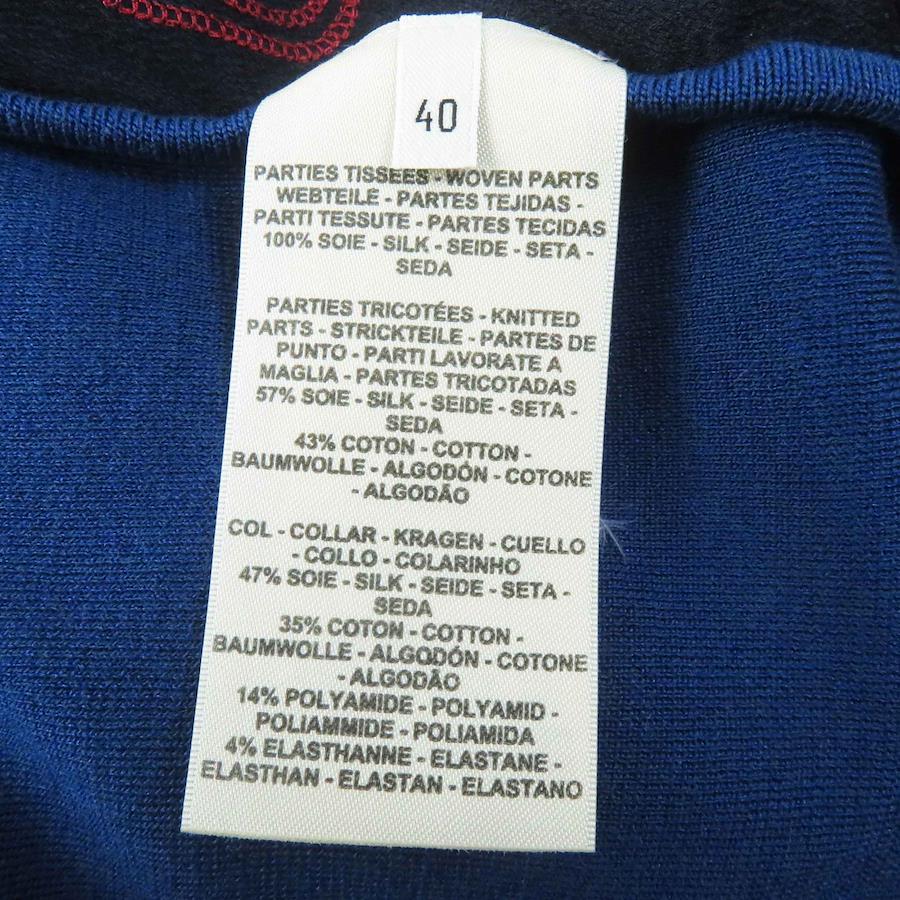 40
PARTIES TISSÉES - WOVEN PARTS
WEBTEILE - PARTES TEJIDAS -
PARTI TESSUTE - PARTES TECIDAS
100% SOIE - SILK - SEIDE - SETA -
SEDA
PARTIES TRICOTÉES - KNITTED
PARTS - STRICKTEILE - PARTES DE
PUNTO - PARTI LAVORATE A
MAGLIA - PARTES TRICOTADAS
57% SOIE - SILK - SEIDE - SETA -
SEDA
43% COTON - COTTON -
BAUMWOLLE - ALGODÓN - COTONE
- ALGODÃO
COL - COLLAR - KRAGEN - CUELLO
- COLLO - COLARINHO
47% SOIE - SILK - SEIDE - SETA -
SEDA
35% COTON - COTTON -
BAUMWOLLE - ALGODÓN - COTONE
- ALGODÃO
14% POLYAMIDE - POLYAMID -
POLIAMMIDE - POLIAMIDA
4% ELASTHANNE - ELASTANE -
ELASTHAN - ELASTAN - ELASTANO